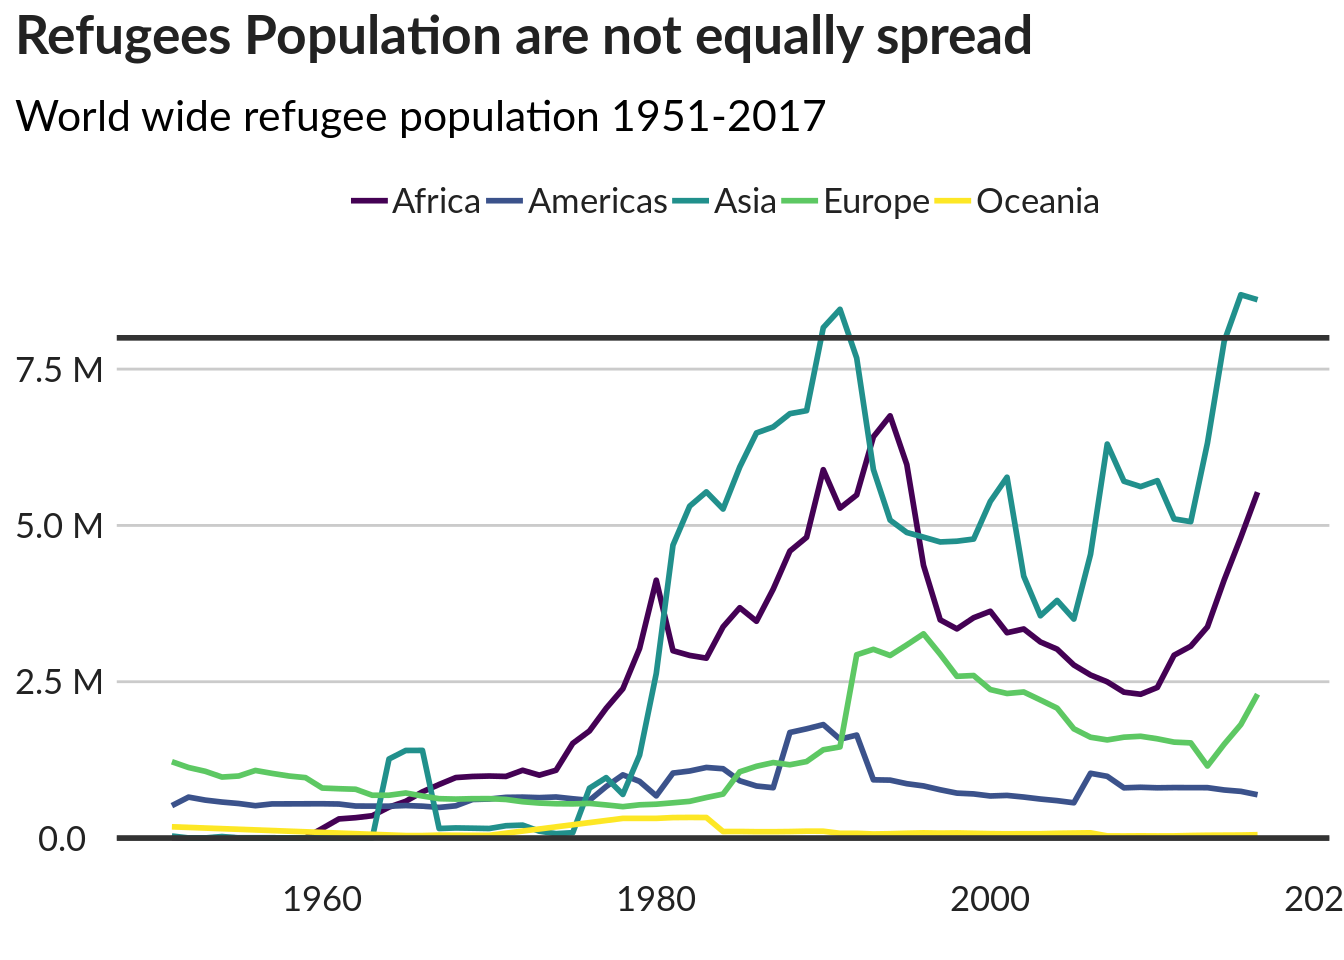 Refugees Population are not equally spread
World wide refugee population 1951-2017
Africa Americas Asia Europe Oceania
7.5 M
5.0 M
2.5 M
0.0
1960 1980 2000 202